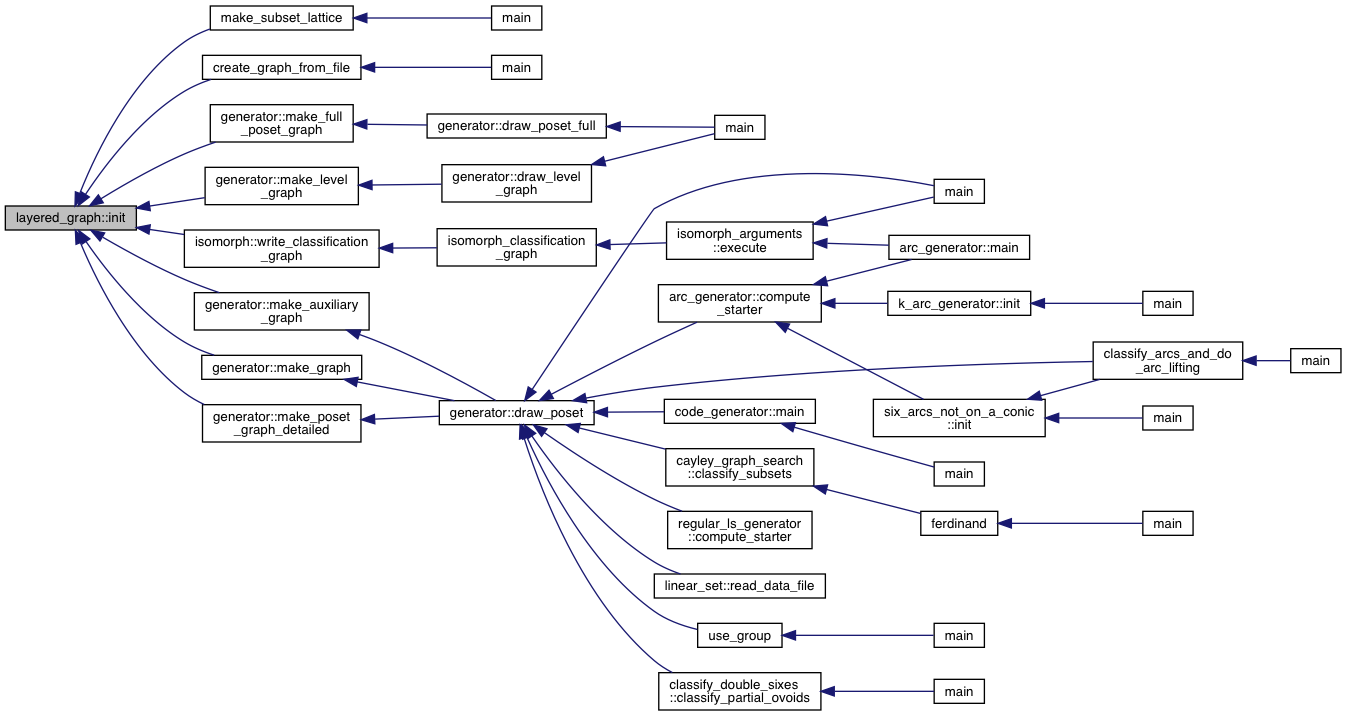 make_subset_lattice
main
create_graph_from_file
main
generator::make_full
_poset_graph
generator::draw_poset_full
main
generator::make_level
_graph
generator::draw_level
_graph
main
layered_graph::init
isomorph::write_classification
_graph
isomorph_classification
_graph
isomorph_arguments
::execute
arc_generator::main
generator::make_auxiliary
_graph
arc_generator::compute
_starter
k_arc_generator::init
main
generator::make_graph
classify_arcs_and_do
_arc_lifting
main
generator::make_poset
_graph_detailed
generator::draw_poset
code_generator::main
six_arcs_not_on_a_conic
::init
main
cayley_graph_search
::classify_subsets
main
regular_ls_generator
::compute_starter
ferdinand
main
linear_set::read_data_file
use_group
main
classify_double_sixes
::classify_partial_ovoids
main